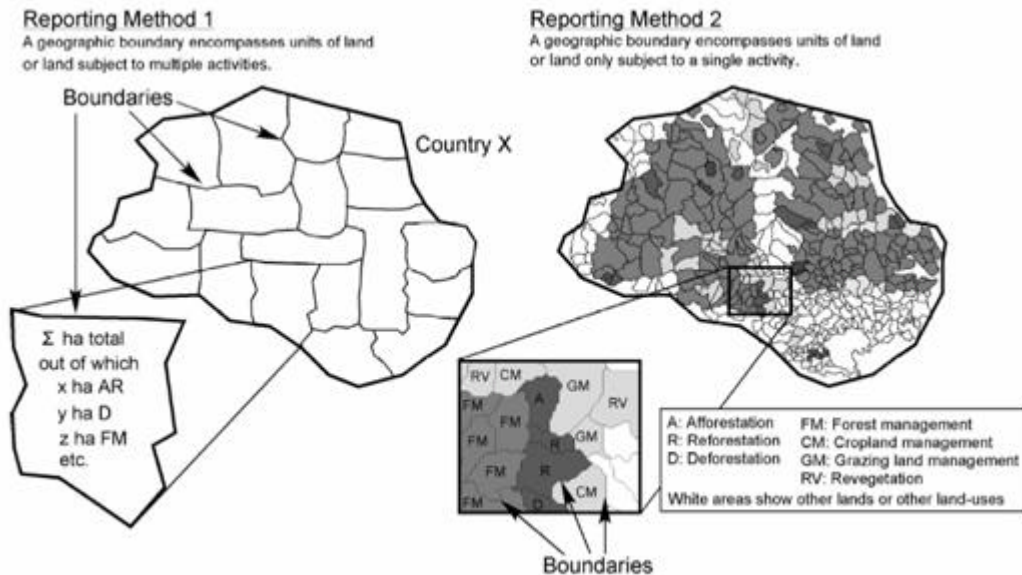 Reporting Method 1
A geographic boundary encompasses units of land
or land subject to multiple activities.
Boundaries
Country X
Σ ha total
out of which
x ha AR
y ha D
z ha FM
etc.
Reporting Method 2
A geographic boundary encompasses units of land
or land only subject to a single activity.
RV CM GM RV
FM A
FM
FM R GM
FM R
FM D CM
Boundaries
A: Afforestation FM: Forest management
R: Reforestation CM: Cropland management
D: Deforestation GM: Grazing land management
RV: Revegetation
White areas show other lands or other land-uses